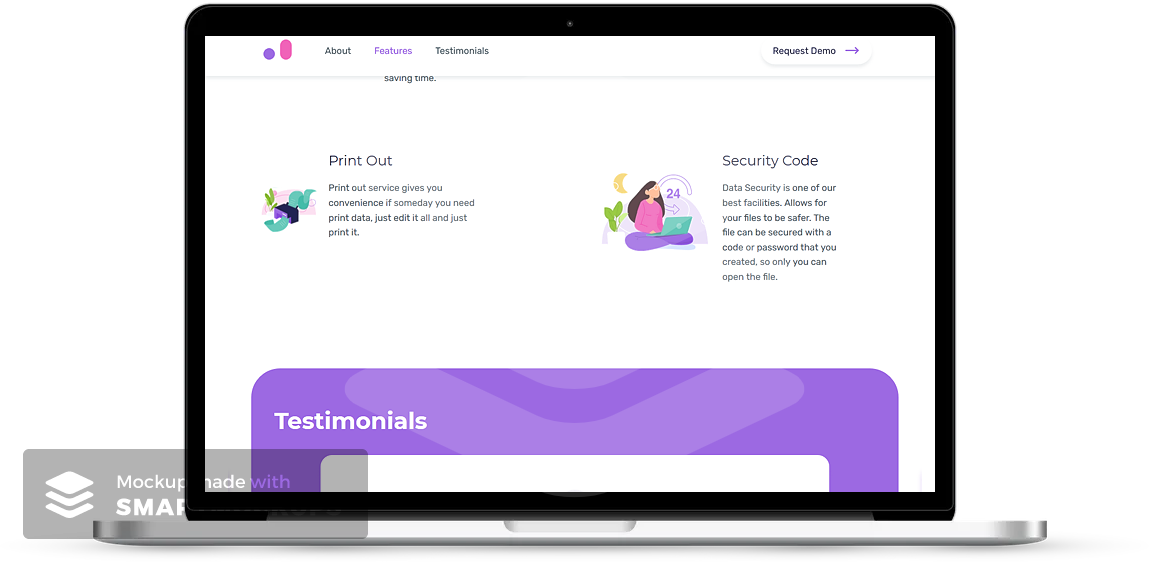 About Features Testimonials Request Demo
saving time.
Print Out
Print out service gives you
convenience if someday you need
print data, just edit it all and just
print it.
24
Security Code
Data Security is one of our
best facilities. Allows for
your files to be safer. The
file can be secured with a
code or password that you
created, so only you can
open the file.
Testimonials
Mockup made with